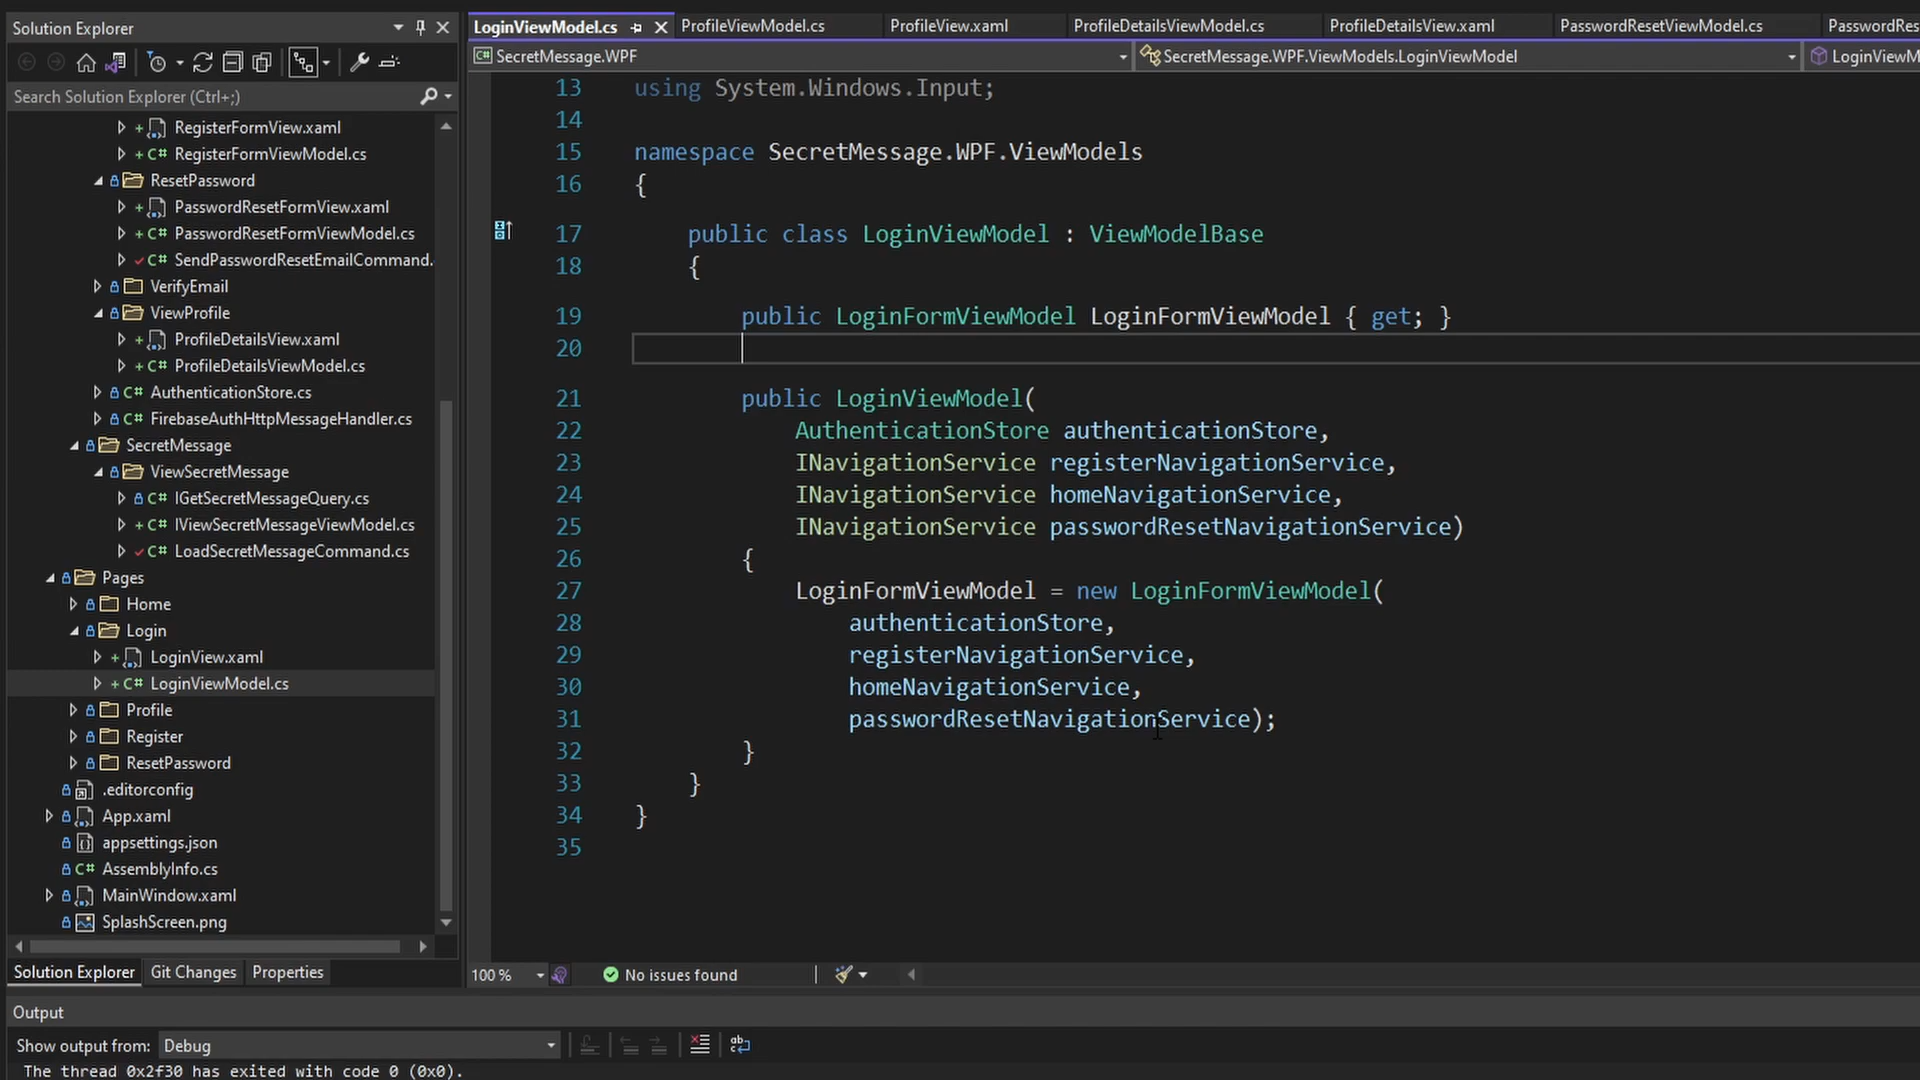 Solution Explorer
Search Solution Explorer (Ctrl+;)
RegisterFormView.xaml
C# RegisterFormViewModel.cs
ResetPassword
PasswordResetFormView.xaml
C# PasswordResetFormViewModel.cs
C# SendPasswordResetEmailCommand.
VerifyEmail
ViewProfile
ProfileDetailsView.xaml
C# ProfileDetailsViewModel.cs
C# AuthenticationStore.cs
C# FirebaseAuthHttpMessageHandler.cs
SecretMessage
ViewSecretMessage
C# IGetSecretMessageQuery.cs
C# IViewSecretMessageViewModel.cs
C# LoadSecretMessageCommand.cs
Pages
Home
Login
LoginView.xaml
C# LoginViewModel.cs
Profile
Register
ResetPassword
.editorconfig
App.xaml
appsettings.json
C# AssemblyInfo.cs
MainWindow.xaml
SplashScreen.png
Solution Explorer Git Changes Properties
LoginViewModel.cs ProfileViewModel.cs ProfileView.xaml ProfileDetailsViewModel.cs ProfileDetailsView.xaml PasswordResetViewModel.cs PasswordRes
C# SecretMessage.WPF SecretMessage.WPF.ViewModels.LoginViewModel LoginViewM
13 using System.Windows.Input;
14
15 namespace SecretMessage.WPF.ViewModels
16 {
17 public class LoginViewModel : ViewModelBase
18 {
19 public LoginFormViewModel LoginFormViewModel { get; }
20
21 public LoginViewModel(
22 AuthenticationStore authenticationStore,
23 INavigationService registerNavigationService,
24 INavigationService homeNavigationService,
25 INavigationService passwordResetNavigationService)
26 {
27 LoginFormViewModel = new LoginFormViewModel(
28 authenticationStore,
29 registerNavigationService,
30 homeNavigationService,
31 passwordResetNavigationService);
32 }
33 }
34 }
35
100 % No issues found
Output
Show output from: Debug
The thread 0x2f30 has exited with code 0 (0x0).